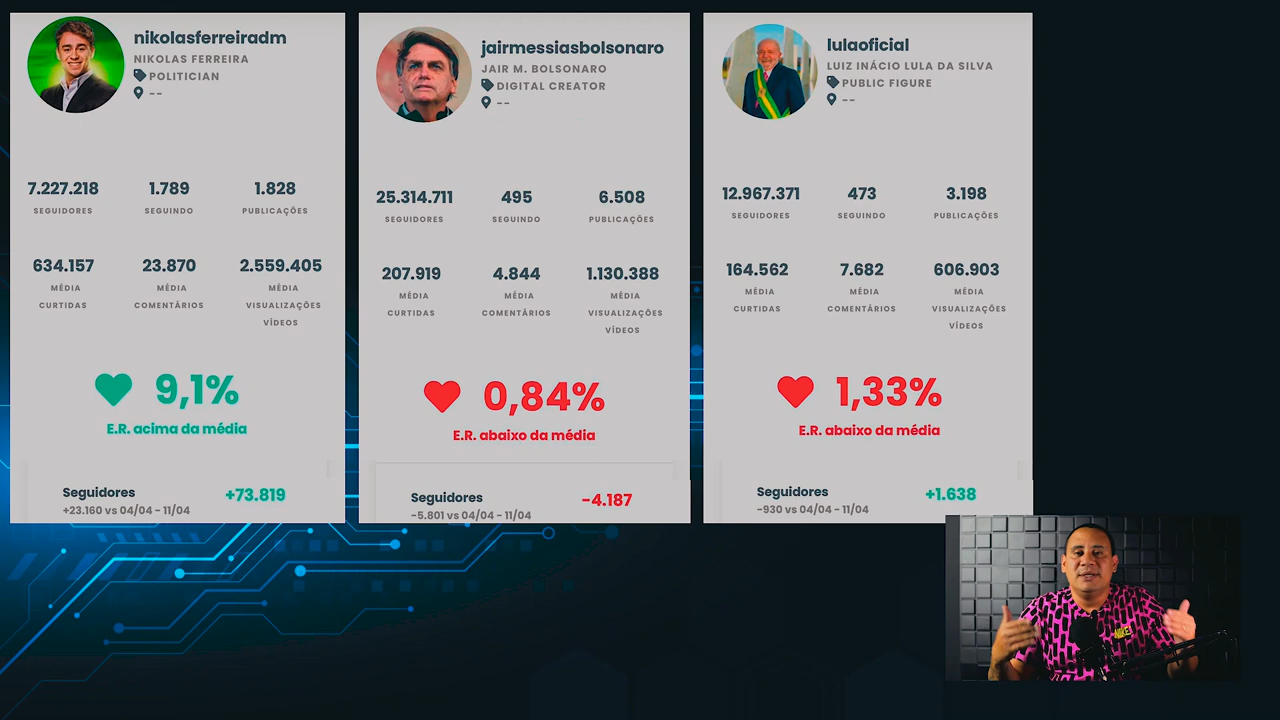 nikolasferreiradm
NIKOLAS FERREIRA
POLITICIAN
--
7.227.218 1.789 1.828
SEGUIDORES SEGUINDO PUBLICAÇÕES
634.157 23.870 2.559.405
MÉDIA MÉDIA MÉDIA
CURTIDAS COMENTÁRIOS VISUALIZAÇÕES
VÍDEOS
9,1%
E.R. acima da média
Seguidores +73.819
+23.160 vs 04/04 - 11/04
jairmessiasbolsonaro
JAIR M. BOLSONARO
DIGITAL CREATOR
--
25.314.711 495 6.508
SEGUIDORES SEGUINDO PUBLICAÇÕES
207.919 4.844 1.130.388
MÉDIA MÉDIA MÉDIA
CURTIDAS COMENTÁRIOS VISUALIZAÇÕES
VÍDEOS
0,84%
E.R. abaixo da média
Seguidores -4.187
-5.801 vs 04/04 - 11/04
lulaoficial
LUIZ INÁCIO LULA DA SILVA
PUBLIC FIGURE
--
12.967.371 473 3.198
SEGUIDORES SEGUINDO PUBLICAÇÕES
164.562 7.682 606.903
MÉDIA MÉDIA MÉDIA
CURTIDAS COMENTÁRIOS VISUALIZAÇÕES
VÍDEOS
1,33%
E.R. abaixo da média
Seguidores +1.638
-930 vs 04/04 - 11/04
NIKE